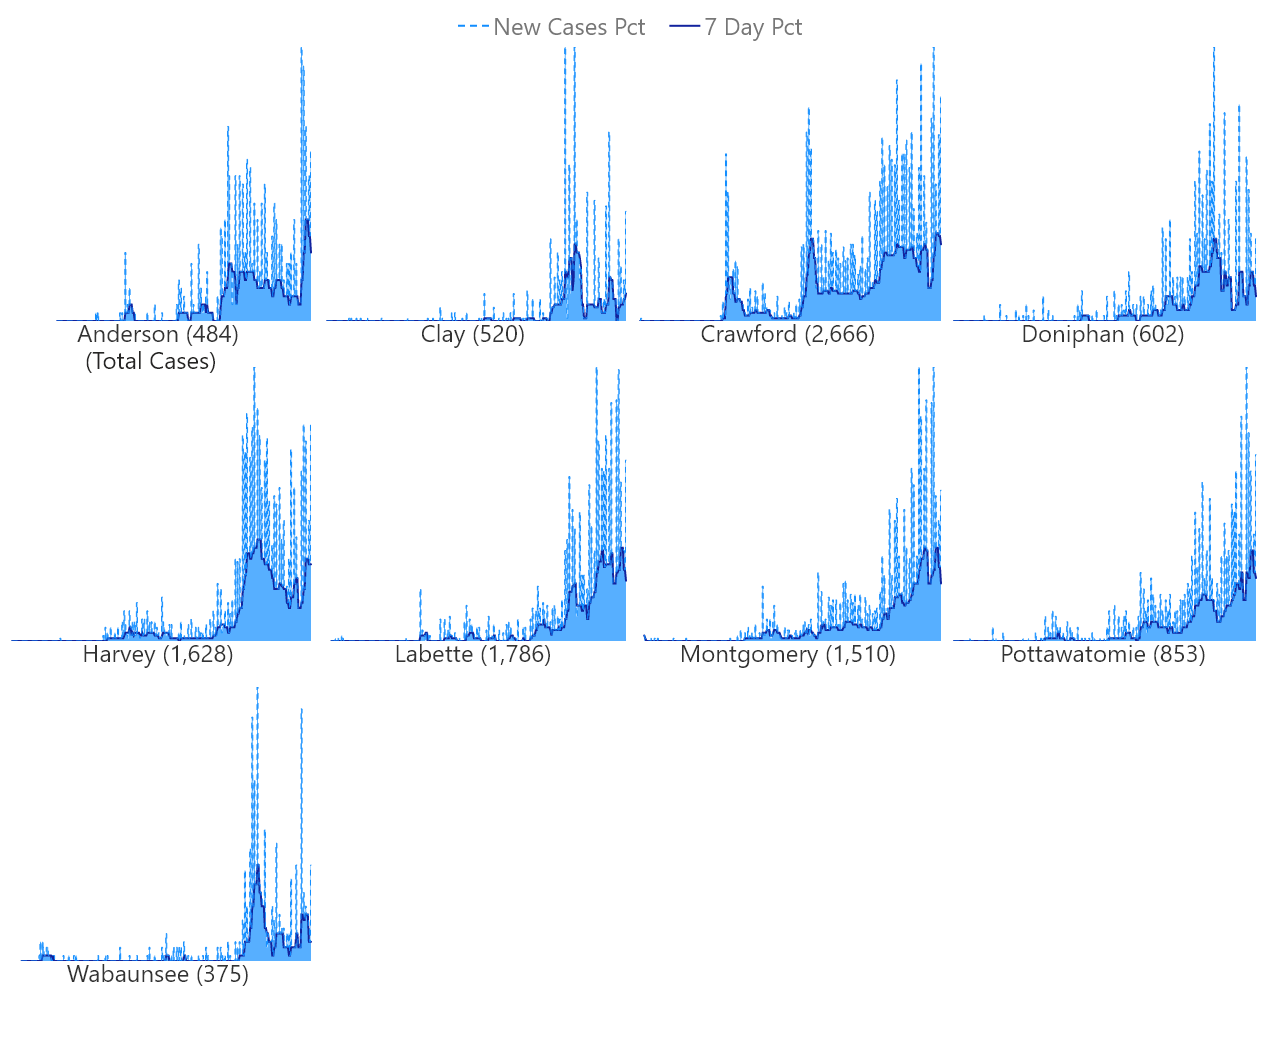 New Cases Pct 7 Day Pct
Anderson (484)
(Total Cases)
Clay (520)
Crawford (2,666)
Doniphan (602)
Harvey (1,628)
Labette (1,786)
Montgomery (1,510)
Pottawatomie (853)
Wabaunsee (375)